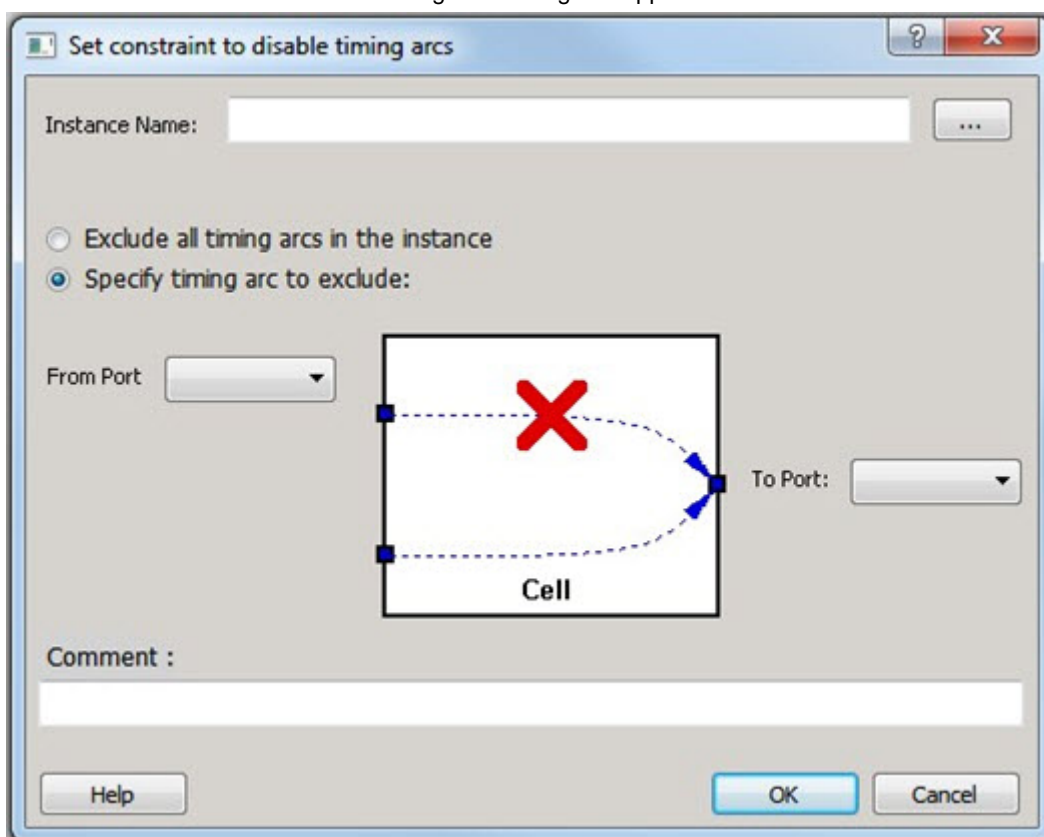 Set constraint to disable timing arcs
Instance Name:
...
Exclude all timing arcs in the instance
Specify timing arc to exclude:
From Port
To Port:
Cell
Comment :
Help
OK
Cancel